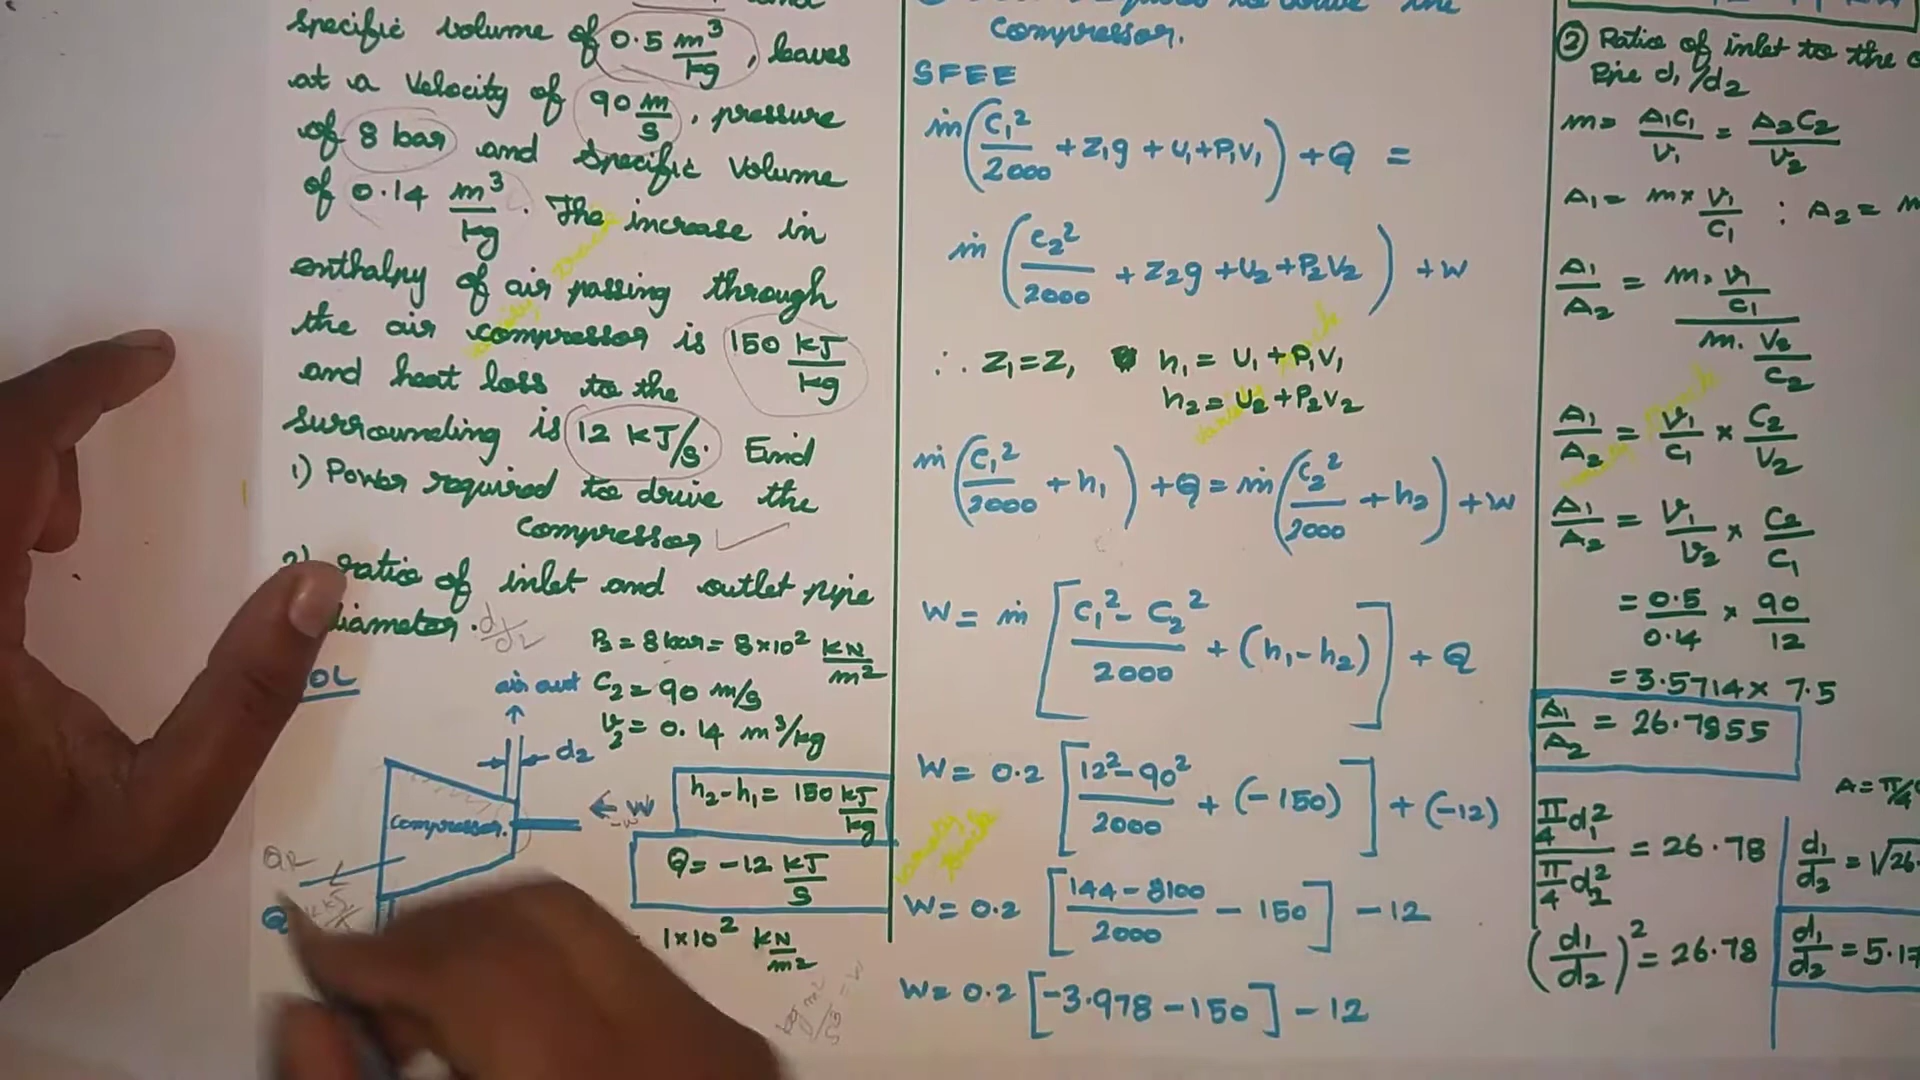 specific volume of 0.5 m³/kg, leaves
at a velocity of 90 m/s, pressure
of 8 bar and specific volume
of 0.14 m³/kg. The increase in
enthalpy of air passing through
the air compressor is 150 kJ/kg
and heat loss to the
surrounding is 12 kJ/s. Find
1) Power required to drive the
compressor ✓
2) ratio of inlet and outlet pipe
diameter. d₁/d₂
P₂ = 8 bar = 8×10² KN/m²
air out C₂ = 90 m/s
v₂ = 0.14 m³/kg
d₂
h₂-h₁ = 150 kJ/kg
← W
-W
compressor.
Q = -12 kJ/s
Q
1×10² KN/m²
compressor.
SFEE
ṁ(C₁²/2000 + Z₁g + u₁+P₁V₁) + Q =
ṁ(C₂²/2000 + Z₂g + u₂+P₂V₂) + W
∴ Z₁=Z, h₁ = U₁+P₁V₁
h₂ = U₂+P₂V₂
ṁ(C₁²/2000 + h₁) + Q = ṁ(C₂²/2000 + h₂) + W
W = ṁ[C₁²-C₂²/2000 + (h₁-h₂)] + Q
W = 0.2 [12²-90²/2000 + (-150)] + (-12)
W = 0.2 [144-8100/2000 - 150] - 12
W = 0.2 [-3.978-150] - 12
② Ratio of inlet to the
Pipe d₁/d₂
m = A₁C₁/V₁ = A₂C₂/V₂
A₁ = m × V₁/C₁ : A₂ =
A₁/A₂ = m.V₁/C₁ / m.V₂/C₂
A₁/A₂ = V₁/C₁ × C₂/V₂
A₁/A₂ = V₁/V₂ × C₂/C₁
= 0.5/0.14 × 90/12
= 3.5714 × 7.5
A₁/A₂ = 26.7855
A = π/4
π/4 d₁² / π/4 d₂² = 26.78
(d₁/d₂)² = 26.78
d₁/d₂ = √26.
d₁/d₂ = 5.17